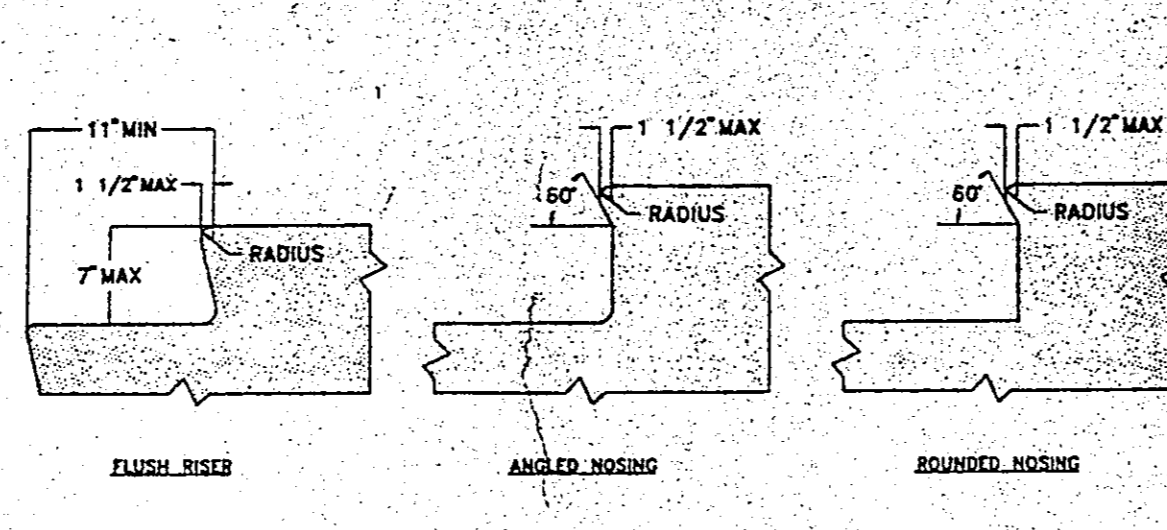 11" MIN
1 1/2" MAX
RADIUS
7" MAX
FLUSH RISER
1 1/2" MAX
60°
RADIUS
ANGLED NOSING
1 1/2" MAX
60°
RADIUS
ROUNDED NOSING